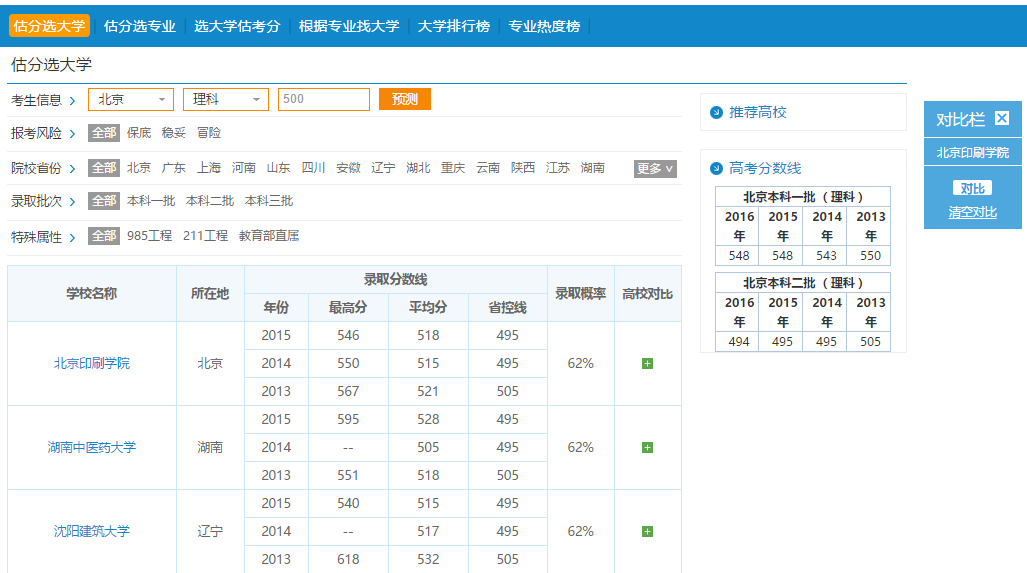 估分选大学 估分选专业 选大学估考分 根据专业找大学 大学排行榜 专业热度榜
估分选大学
考生信息 北京 理科 500 预测
报考风险 全部 保底 稳妥 冒险
院校省份 全部 北京 广东 上海 河南 山东 四川 安徽 辽宁 湖北 重庆 云南 陕西 江苏 湖南 更多
录取批次 全部 本科一批 本科二批 本科三批
特殊属性 全部 985工程 211工程 教育部直属
学校名称 所在地 录取分数线 录取概率 高校对比
年份 最高分 平均分 省控线
2015 546 518 495
北京印刷学院 北京 2014 550 515 495 62%
2013 567 521 505
2015 595 528 495
湖南中医药大学 湖南 2014 -- 505 495 62%
2013 551 518 505
2015 540 515 495
沈阳建筑大学 辽宁 2014 -- 517 495 62%
2013 618 532 505
推荐高校
高考分数线
北京本科一批（理科）
2016年 2015年 2014年 2013年
548 548 543 550
北京本科二批（理科）
2016年 2015年 2014年 2013年
494 495 495 505
对比栏
北京印刷学院
对比
清空对比